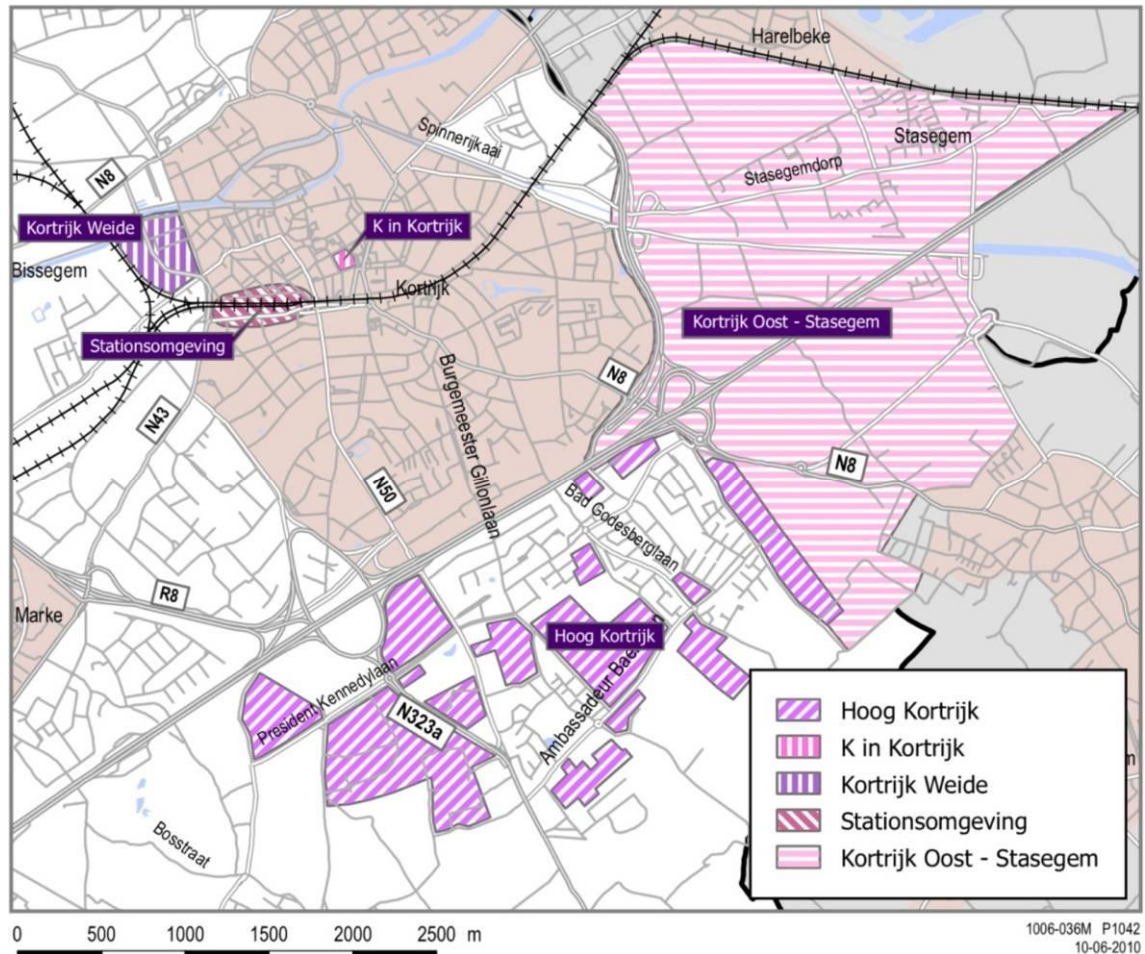 Harelbeke
Spinnerijkaai
Stasegem
Stasegemdorp
N8
Kortrijk Weide
K in Kortrijk
Bissegem
Kortrijk
Stationsomgeving
Kortrijk Oost - Stasegem
N8
Burgemeester Gillonlaan
N43
N50
N8
Bad Godesberglaan
R8
Marke
Hoog Kortrijk
President Kennedylaan
N323a
Ambassadeur
Bosstraat
m
Hoog Kortrijk
K in Kortrijk
Kortrijk Weide
Stationsomgeving
Kortrijk Oost - Stasegem
0 500 1000 1500 2000 2500 m
1006-036M P1042
10-06-2010